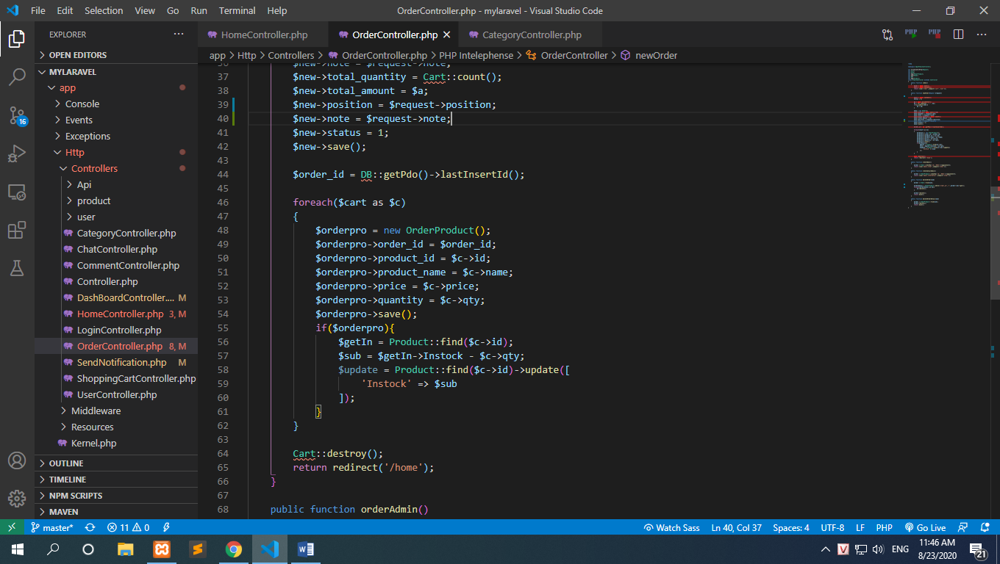 File Edit Selection View Go Run Terminal Help
OrderController.php - mylaravel - Visual Studio Code
EXPLORER
OPEN EDITORS
MYLARAVEL
app
Console
Events
Exceptions
Http
Controllers
Api
product
user
CategoryController.php
ChatController.php
CommentController.php
Controller.php
DashBoardController.... M
HomeController.php 3, M
LoginController.php
OrderController.php 8, M
SendNotification.php M
ShoppingCartController.php
UserController.php
Middleware
Resources
Kernel.php
OUTLINE
TIMELINE
NPM SCRIPTS
MAVEN
16
HomeController.php
OrderController.php
CategoryController.php
PHP PHP
app > Http > Controllers > OrderController.php > PHP Intelephense > OrderController > newOrder
36 $new->note = $request->note;
37 $new->total_quantity = Cart::count();
38 $new->total_amount = $a;
39 $new->position = $request->position;
40 $new->note = $request->note;
41 $new->status = 1;
42 $new->save();
43
44 $order_id = DB::getPdo()->lastInsertId();
45
46 foreach($cart as $c)
47 {
48 $orderpro = new OrderProduct();
49 $orderpro->order_id = $order_id;
50 $orderpro->product_id = $c->id;
51 $orderpro->product_name = $c->name;
52 $orderpro->price = $c->price;
53 $orderpro->quantity = $c->qty;
54 $orderpro->save();
55 if($orderpro){
56 $getIn = Product::find($c->id);
57 $sub = $getIn->Instock - $c->qty;
58 $update = Product::find($c->id)->update([
59 'Instock' => $sub
60 ]);
61 }
62 }
63
64 Cart::destroy();
65 return redirect('/home');
66 }
67
68 public function orderAdmin()
master* 11 0 Watch Sass Ln 40, Col 37 Spaces: 4 UTF-8 LF PHP Go Live
V ENG 11:46 AM
8/23/2020
21